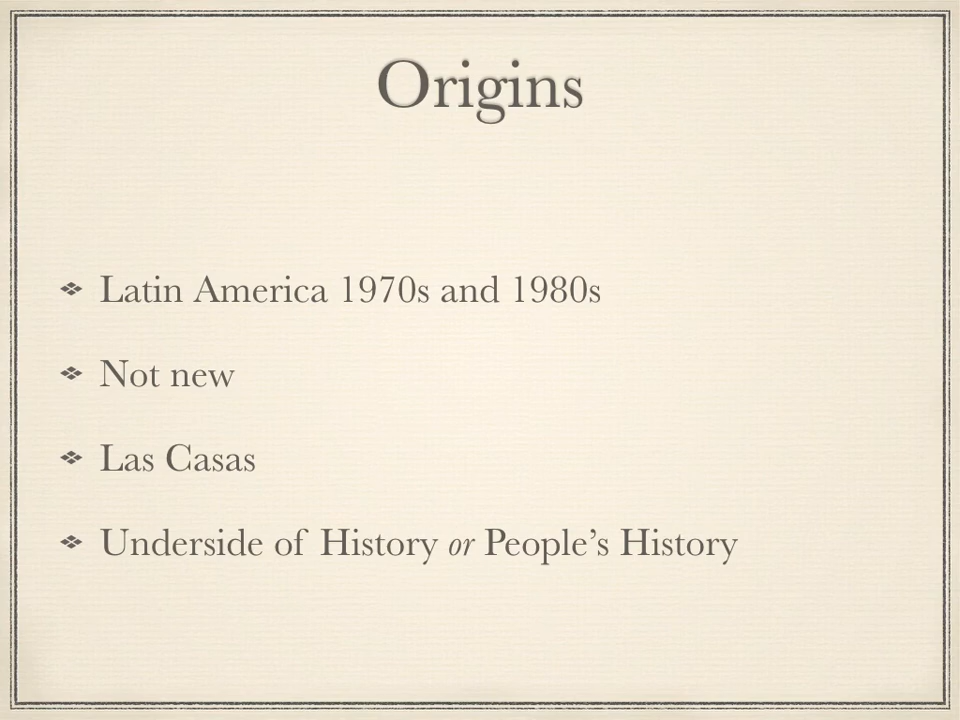 Origins
Latin America 1970s and 1980s
Not new
Las Casas
Underside of History or People’s History